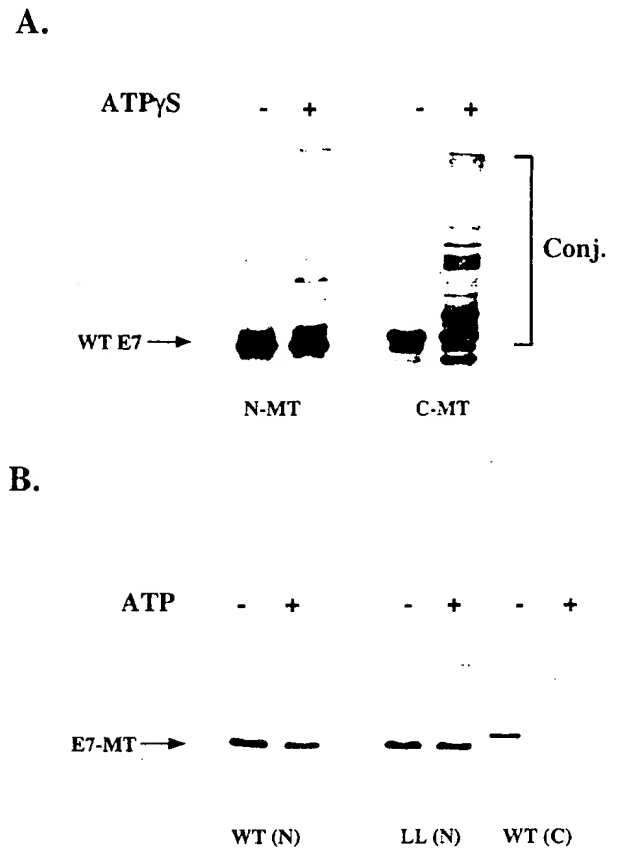 A.
ATPγS - + - +
Conj.
WT E7
N-MT C-MT
B.
ATP - + - + - +
E7-MT
WT (N) LL (N) WT (C)